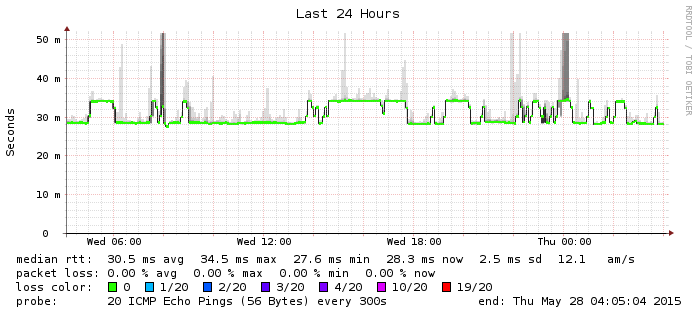 Last 24 Hours
RRDTOOL / TOBI OETIKER
Seconds
50 m
40 m
30 m
20 m
10 m
0
Wed 06:00 Wed 12:00 Wed 18:00 Thu 00:00
median rtt: 30.5 ms avg 34.5 ms max 27.6 ms min 28.3 ms now 2.5 ms sd 12.1 am/s
packet loss: 0.00 % avg 0.00 % max 0.00 % min 0.00 % now
loss color: 0 1/20 2/20 3/20 4/20 10/20 19/20
probe: 20 ICMP Echo Pings (56 Bytes) every 300s end: Thu May 28 04:05:04 2015